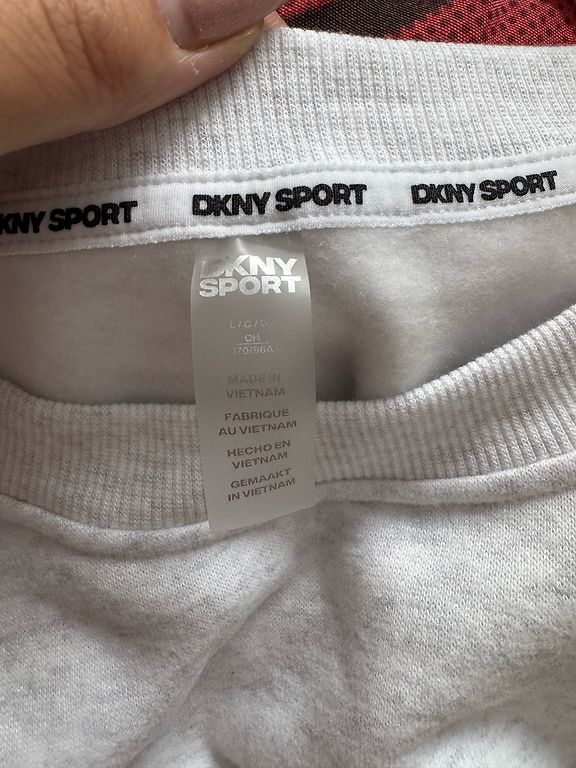 KNY SPORT DKNY SPORT DKNY SPORT
DKNY
SPORT
L/G/G
CH
170/96A
MADE IN
VIETNAM
FABRIQUÉ
AU VIETNAM
HECHO EN
VIETNAM
GEMAAKT
IN VIETNAM